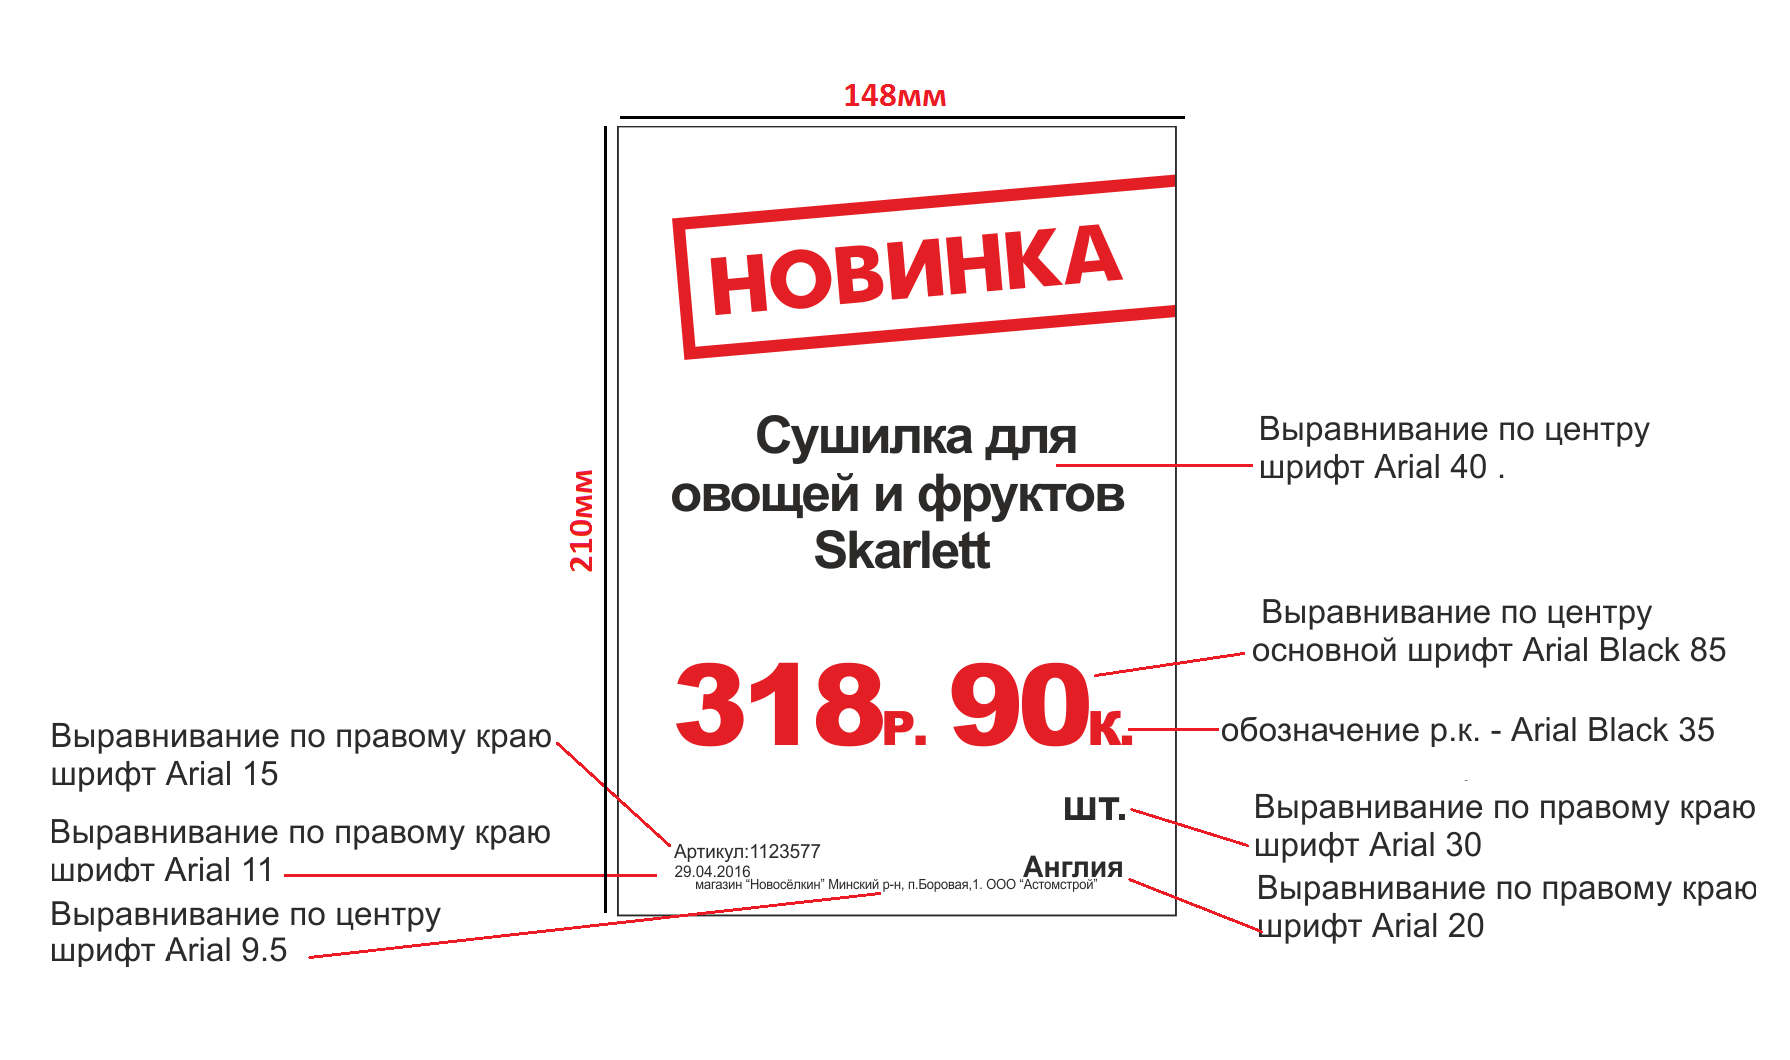 148мм
210мм
НОВИНКА
Сушилка для
овощей и фруктов
Skarlett
318р. 90к.
шт.
Артикул:1123577
29.04.2016
Англия
магазин “Новосёлкин” Минский р-н, п.Боровая,1. ООО “Астомстрой”
Выравнивание по центру
шрифт Arial 40 .
Выравнивание по центру
основной шрифт Arial Black 85
обозначение р.к. - Arial Black 35
Выравнивание по правому краю
шрифт Arial 30
Выравнивание по правому краю
шрифт Arial 20
Выравнивание по правому краю
шрифт Arial 15
Выравнивание по правому краю
шрифт Arial 11
Выравнивание по центру
шрифт Arial 9.5